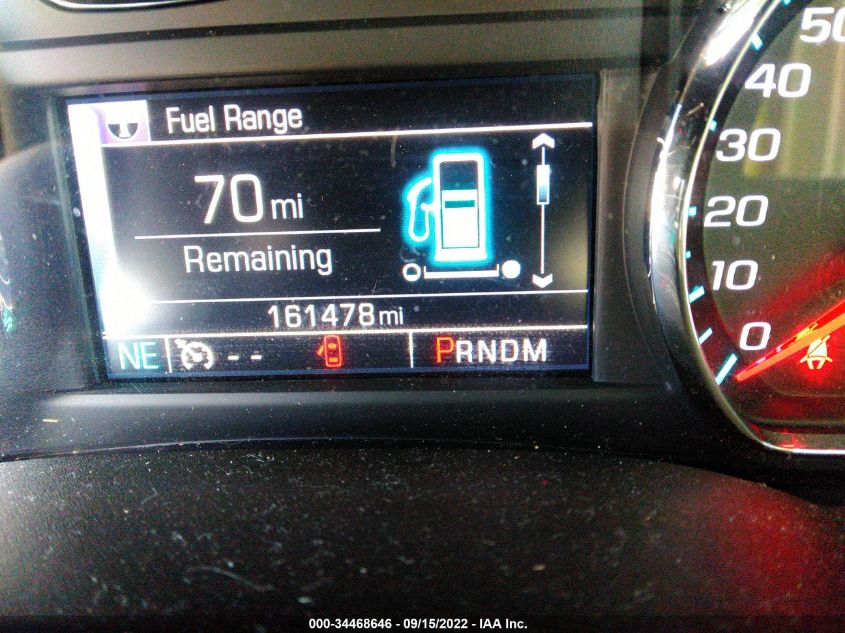 Fuel Range
70 mi
Remaining
161478 mi
NE -- PRNDM
50
40
30
20
10
0
000-34468646 - 09/15/2022 - IAA Inc.